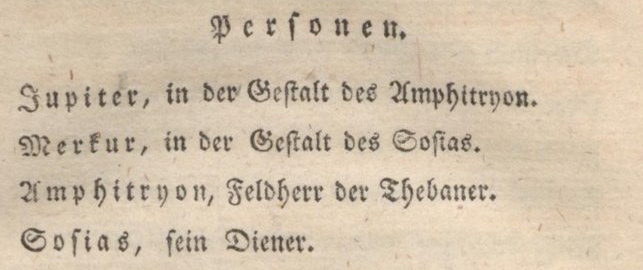 Personen.
Jupiter, in der Geſtalt des Amphitryon.
Merkur, in der Geſtalt des Soſias.
Amphitryon, Feldherr der Thebaner.
Soſias, ſein Diener.